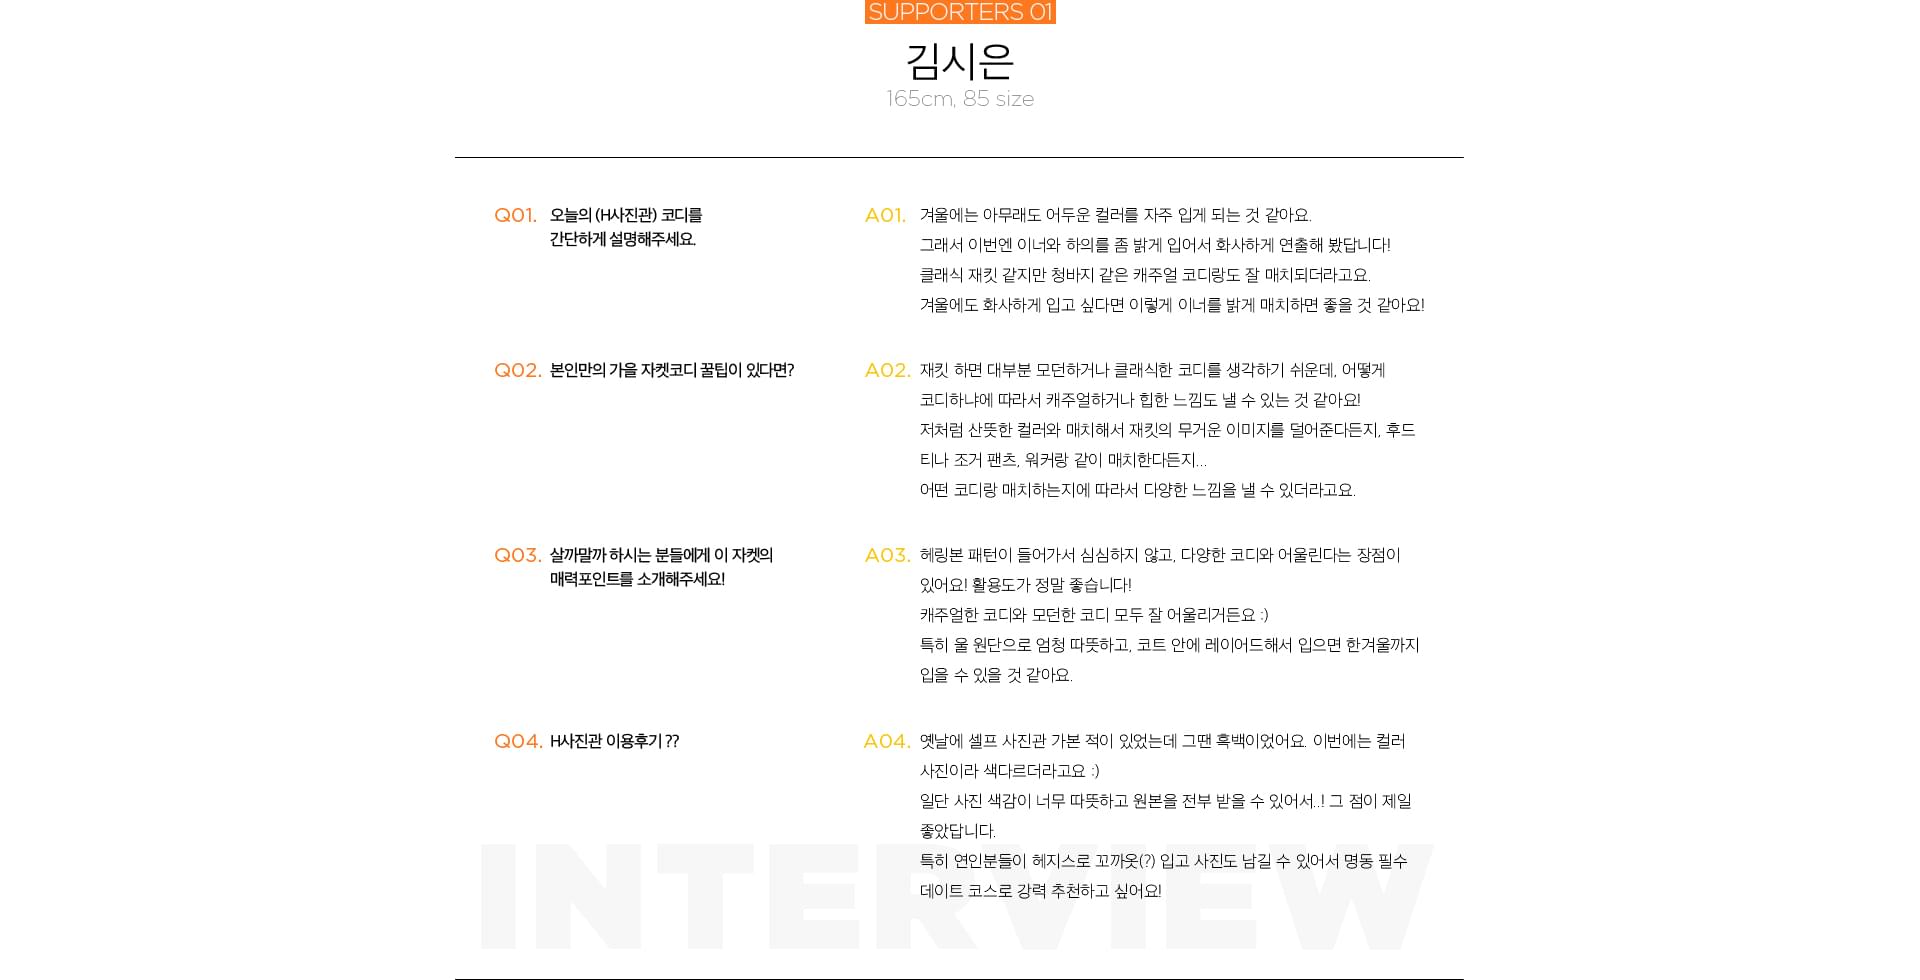 SUPPORTERS 01
김시은
165cm, 85 size
Q01. 오늘의 (H사진관) 코디를
간단하게 설명해주세요.
A01. 겨울에는 아무래도 어두운 컬러를 자주 입게 되는 것 같아요.
그래서 이번엔 이너와 하의를 좀 밝게 입어서 화사하게 연출해 봤답니다!
클래식 재킷 같지만 청바지 같은 캐주얼 코디랑도 잘 매치되더라고요.
겨울에도 화사하게 입고 싶다면 이렇게 이너를 밝게 매치하면 좋을 것 같아요!
Q02. 본인만의 가을 자켓코디 꿀팁이 있다면?
A02. 재킷 하면 대부분 모던하거나 클래식한 코디를 생각하기 쉬운데, 어떻게
코디하냐에 따라서 캐주얼하거나 힙한 느낌도 낼 수 있는 것 같아요!
저처럼 산뜻한 컬러와 매치해서 재킷의 무거운 이미지를 덜어준다든지, 후드
티나 조거 팬츠, 워커랑 같이 매치한다든지...
어떤 코디랑 매치하는지에 따라서 다양한 느낌을 낼 수 있더라고요.
Q03. 살까말까 하시는 분들에게 이 자켓의
매력포인트를 소개해주세요!
A03. 헤링본 패턴이 들어가서 심심하지 않고, 다양한 코디와 어울린다는 장점이
있어요! 활용도가 정말 좋습니다!
캐주얼한 코디와 모던한 코디 모두 잘 어울리거든요 :)
특히 울 원단으로 엄청 따뜻하고, 코트 안에 레이어드해서 입으면 한겨울까지
입을 수 있을 것 같아요.
Q04. H사진관 이용후기 ??
A04. 옛날에 셀프 사진관 가본 적이 있었는데 그땐 흑백이었어요. 이번에는 컬러
사진이라 색다르더라고요 :)
일단 사진 색감이 너무 따뜻하고 원본을 전부 받을 수 있어서..! 그 점이 제일
좋았답니다.
특히 연인분들이 헤지스로 꼬까옷(?) 입고 사진도 남길 수 있어서 명동 필수
데이트 코스로 강력 추천하고 싶어요!
INTERVIEW